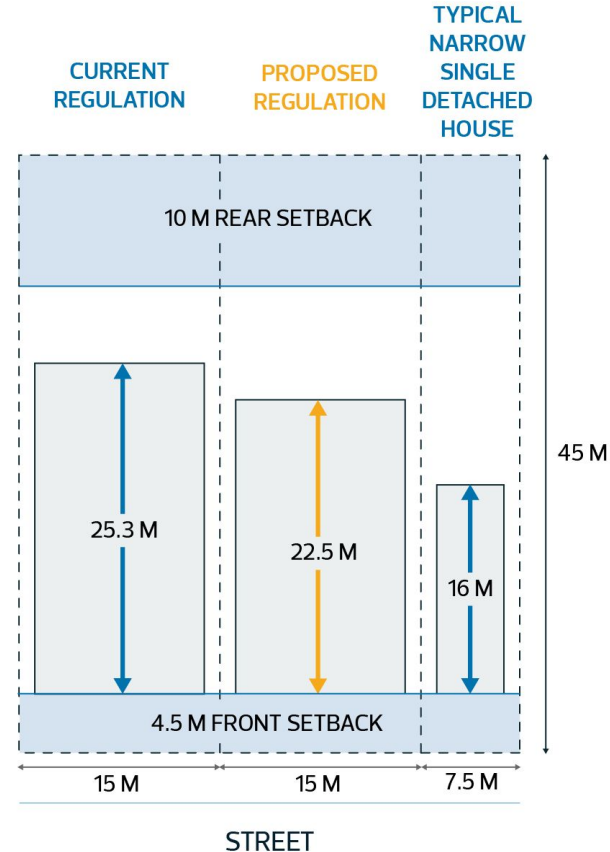 CURRENT
REGULATION
PROPOSED
REGULATION
TYPICAL
NARROW
SINGLE
DETACHED
HOUSE
10 M REAR SETBACK
45 M
25.3 M
22.5 M
16 M
4.5 M FRONT SETBACK
15 M
15 M
7.5 M
STREET